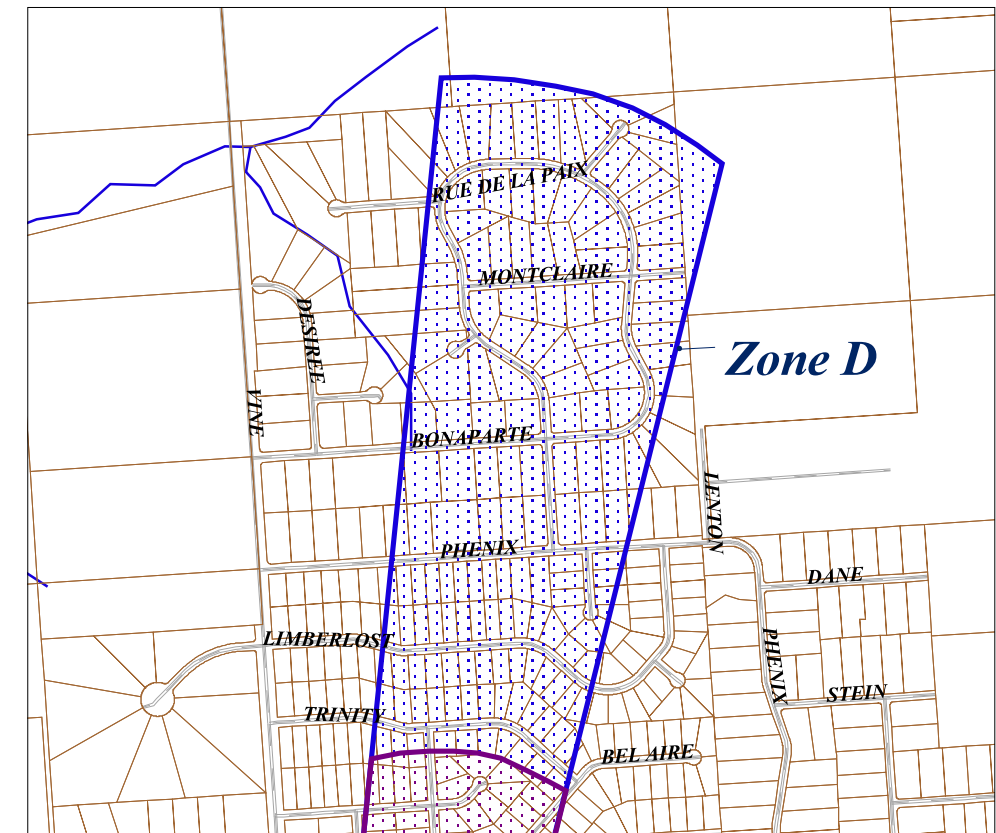 RUE DE LA PAIX
MONTCLAIRE
DESIREE
Zone D
VINE
BONAPARTE
LENTON
PHENIX
DANE
LIMBERLOST
PHENIX
STEIN
TRINITY
BEL AIRE